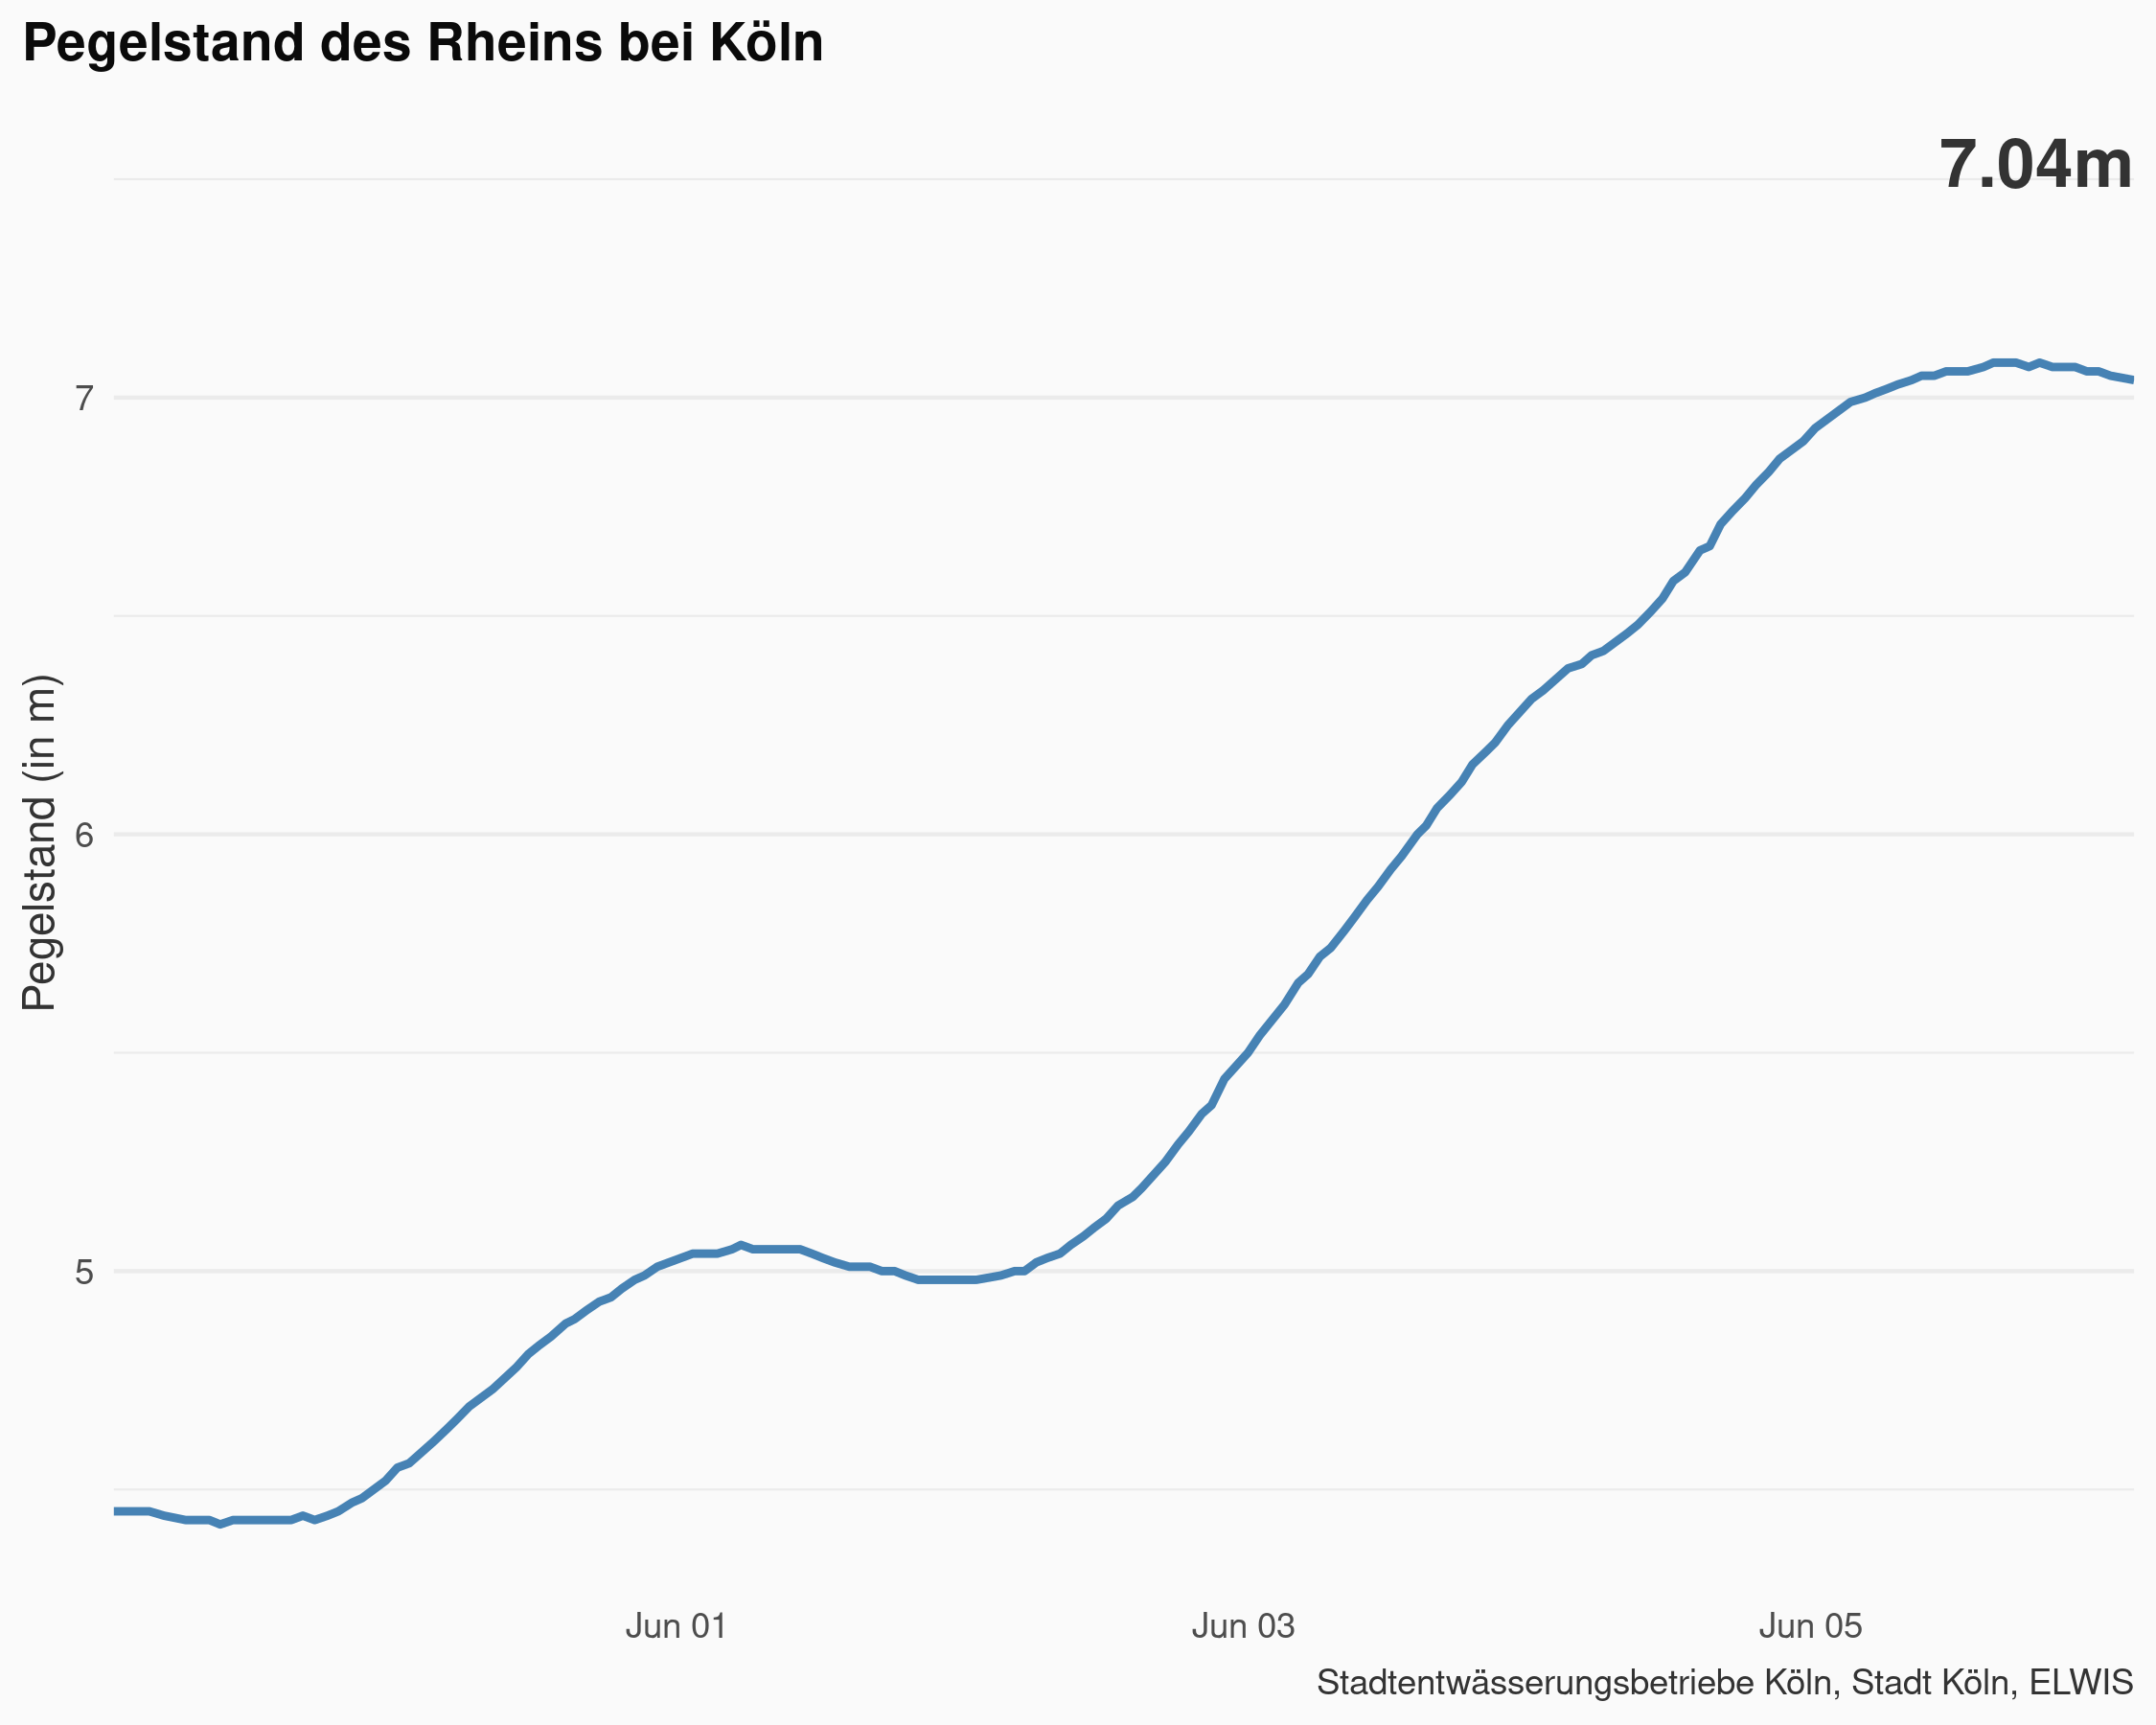 Pegelstand des Rheins bei Köln
7.04m
Pegelstand (in m)
7
6
5
Jun 01
Jun 03
Jun 05
Stadtentwässerungsbetriebe Köln, Stadt Köln, ELWIS